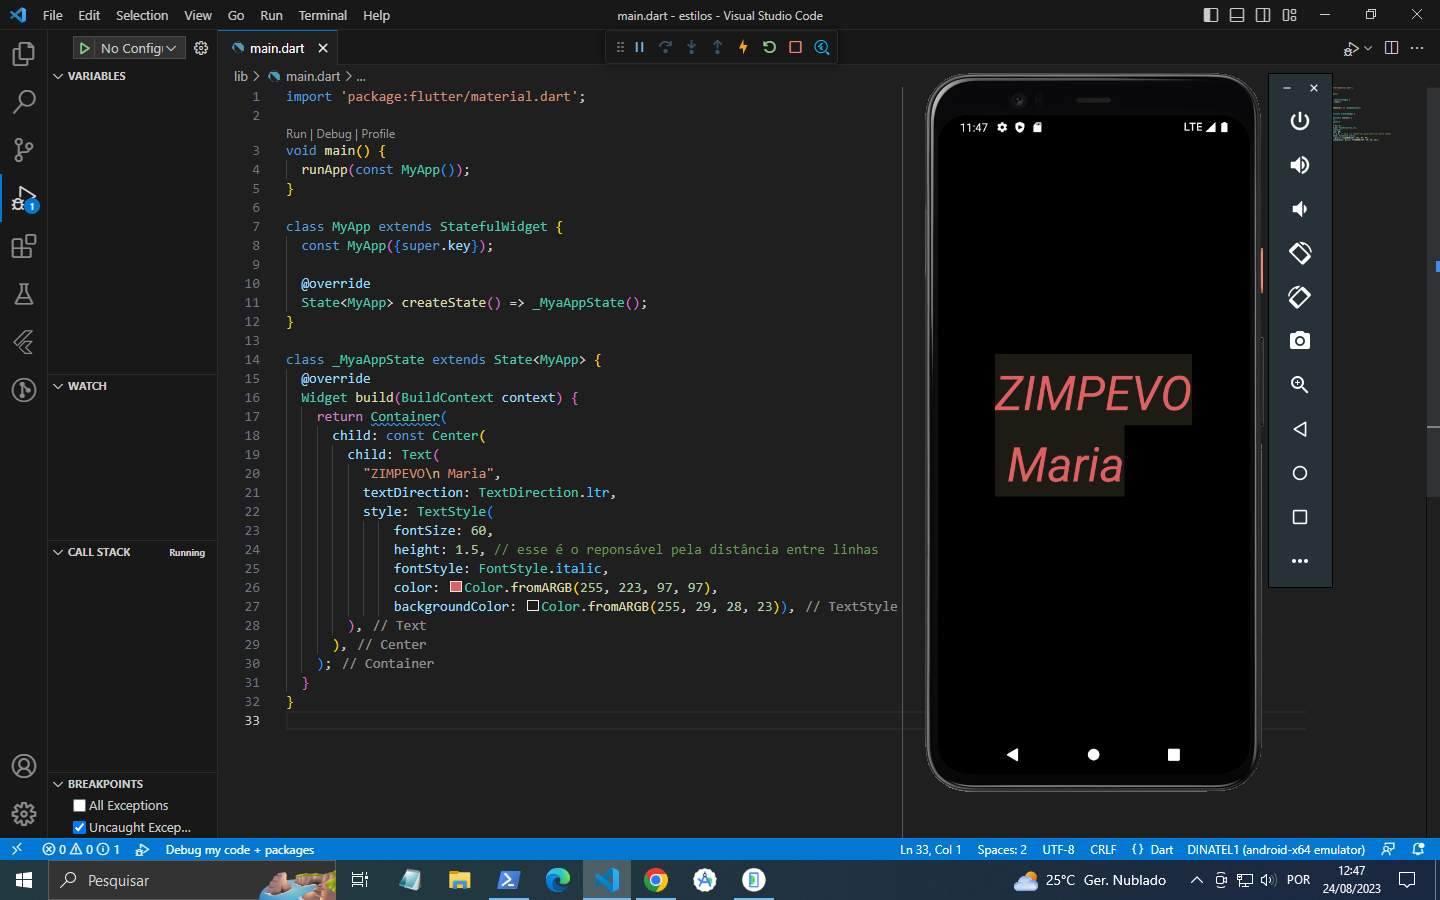 File Edit Selection View Go Run Terminal Help
main.dart - estilos - Visual Studio Code
No Config
main.dart
VARIABLES
lib > main.dart > ...
1 import 'package:flutter/material.dart';
2
Run | Debug | Profile
3 void main() {
4 runApp(const MyApp());
5 }
6
7 class MyApp extends StatefulWidget {
8 const MyApp({super.key});
9
10 @override
11 State<MyApp> createState() => _MyaAppState();
12 }
13
14 class _MyaAppState extends State<MyApp> {
15 @override
16 Widget build(BuildContext context) {
17 return Container(
18 child: const Center(
19 child: Text(
20 "ZIMPEVO\n Maria",
21 textDirection: TextDirection.ltr,
22 style: TextStyle(
23 fontSize: 60,
24 height: 1.5, // esse é o reponsável pela distância entre linhas
25 fontStyle: FontStyle.italic,
26 color: Color.fromARGB(255, 223, 97, 97),
27 backgroundColor: Color.fromARGB(255, 29, 28, 23)), // TextStyle
28 ), // Text
29 ), // Center
30 ); // Container
31 }
32 }
33
WATCH
CALL STACK Running
BREAKPOINTS
All Exceptions
Uncaught Excep...
1
11:47 LTE
ZIMPEVO
Maria
0 0 1 Debug my code + packages
Ln 33, Col 1 Spaces: 2 UTF-8 CRLF {} Dart DINATEL1 (android-x64 emulator)
Pesquisar
25°C Ger. Nublado
POR
12:47
24/08/2023